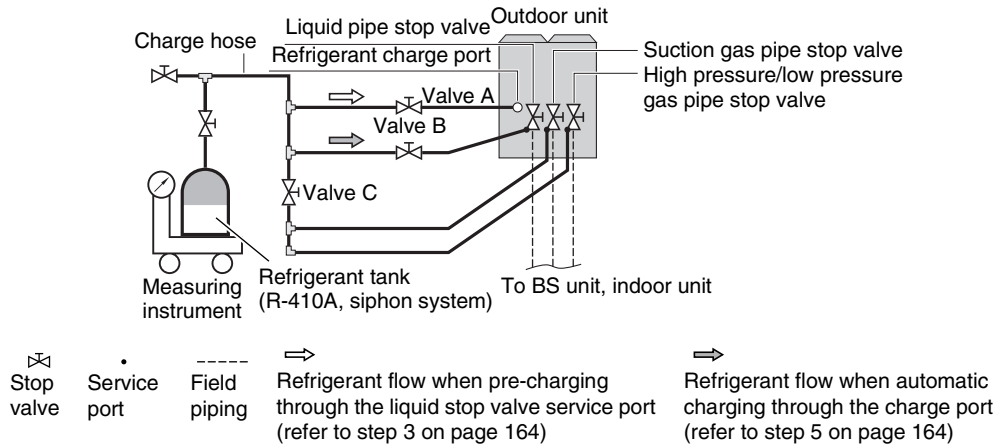 Outdoor unit
Liquid pipe stop valve
Charge hose
Refrigerant charge port
Suction gas pipe stop valve
High pressure/low pressure
gas pipe stop valve
Valve A
Valve B
Valve C
Refrigerant tank
(R-410A, siphon system)
Measuring
instrument
To BS unit, indoor unit
Stop
valve
Service
port
Field
piping
Refrigerant flow when pre-charging
through the liquid stop valve service port
(refer to step 3 on page 164)
Refrigerant flow when automatic
charging through the charge port
(refer to step 5 on page 164)